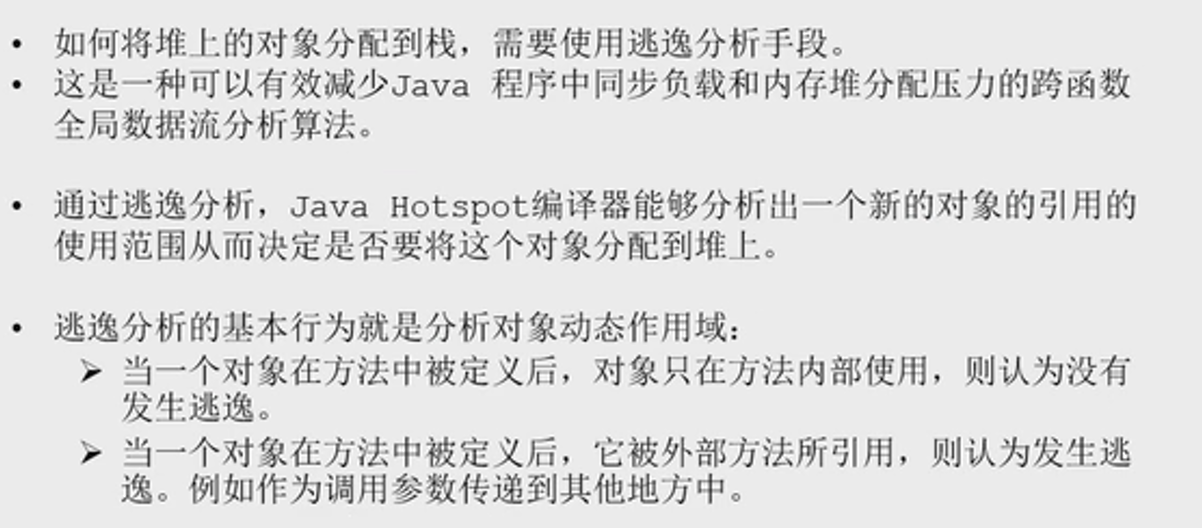 • 如何将堆上的对象分配到栈，需要使用逃逸分析手段。
• 这是一种可以有效减少Java 程序中同步负载和内存堆分配压力的跨函数
全局数据流分析算法。
• 通过逃逸分析，Java Hotspot编译器能够分析出一个新的对象的引用的
使用范围从而决定是否要将这个对象分配到堆上。
• 逃逸分析的基本行为就是分析对象动态作用域：
➢ 当一个对象在方法中被定义后，对象只在方法内部使用，则认为没有
发生逃逸。
➢ 当一个对象在方法中被定义后，它被外部方法所引用，则认为发生逃
逸。例如作为调用参数传递到其他地方中。